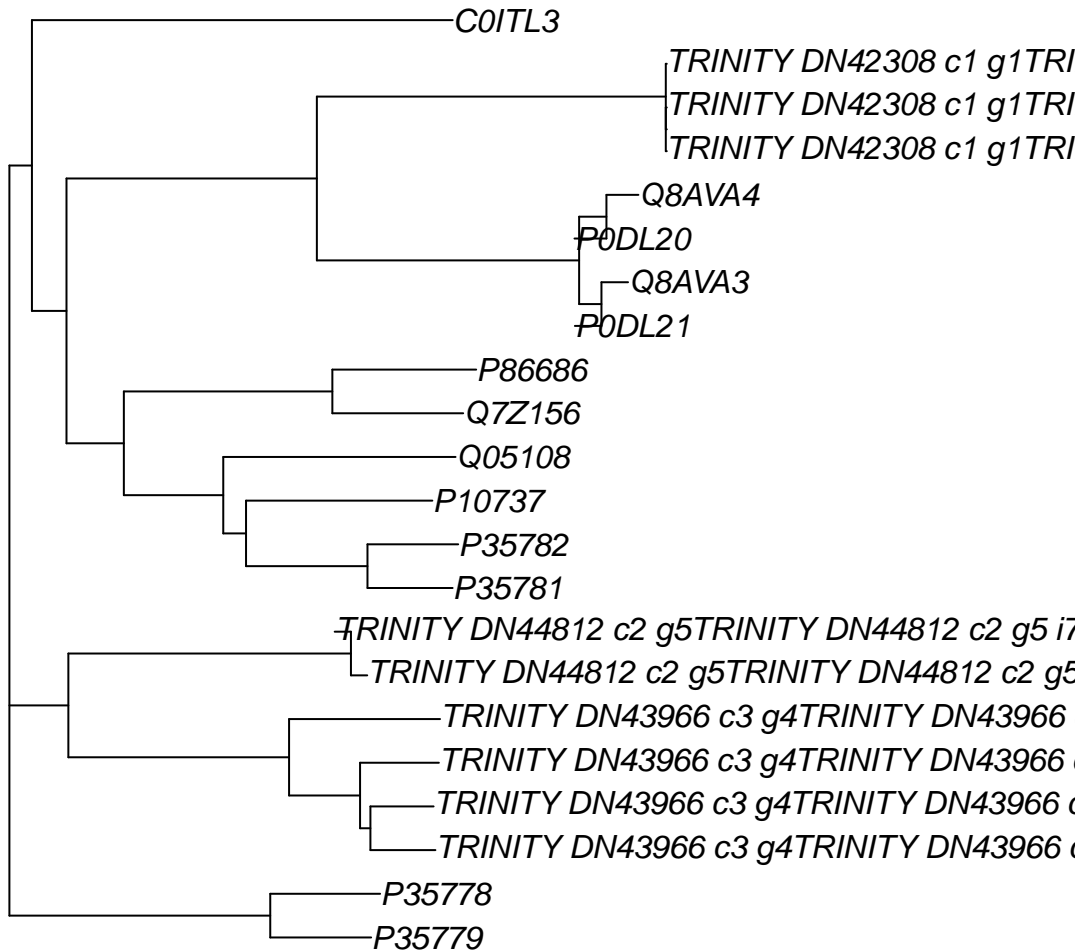 C0ITL3
TRINITY DN42308 c1 g1TRI
TRINITY DN42308 c1 g1TRI
TRINITY DN42308 c1 g1TRI
Q8AVA4
P0DL20
Q8AVA3
P0DL21
P86686
Q7Z156
Q05108
P10737
P35782
P35781
TRINITY DN44812 c2 g5TRINITY DN44812 c2 g5 i7
TRINITY DN44812 c2 g5TRINITY DN44812 c2 g5
TRINITY DN43966 c3 g4TRINITY DN43966
TRINITY DN43966 c3 g4TRINITY DN43966
TRINITY DN43966 c3 g4TRINITY DN43966
TRINITY DN43966 c3 g4TRINITY DN43966
P35778
P35779